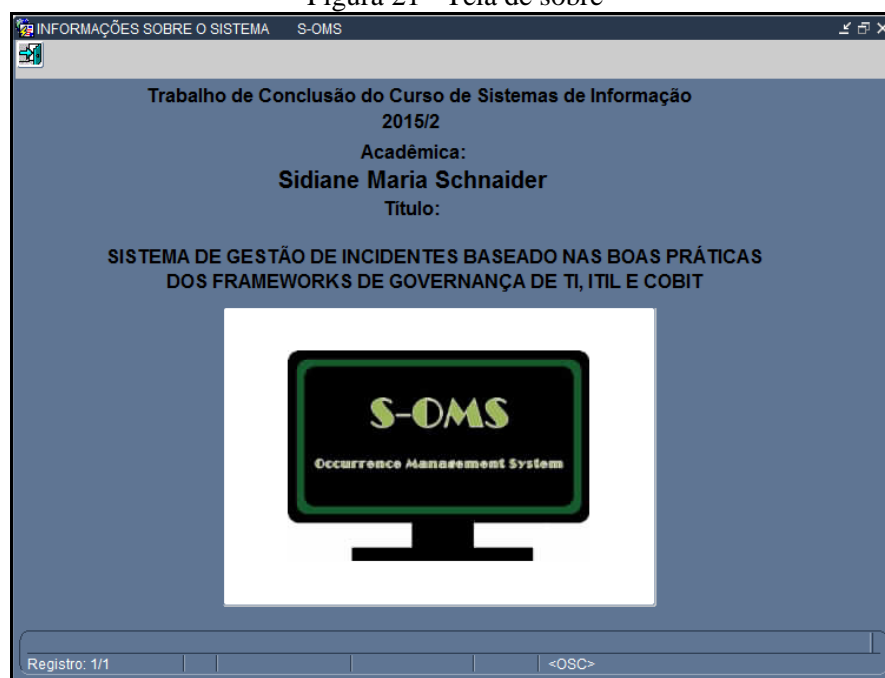 Figura 21 - Tela de sobre
INFORMAÇÕES SOBRE O SISTEMA S-OMS
Trabalho de Conclusão do Curso de Sistemas de Informação
2015/2
Acadêmica:
Sidiane Maria Schnaider
Título:
SISTEMA DE GESTÃO DE INCIDENTES BASEADO NAS BOAS PRÁTICAS
DOS FRAMEWORKS DE GOVERNANÇA DE TI, ITIL E COBIT
S-OMS
Occurrence Management System
Registro: 1/1 <OSC>